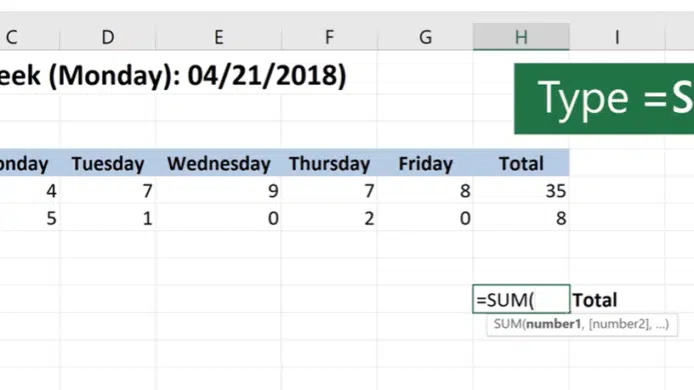 C D E F G H I
eek (Monday): 04/21/2018)
Type =S
onday Tuesday Wednesday Thursday Friday Total
4 7 9 7 8 35
5 1 0 2 0 8
=SUM( Total
SUM(number1, [number2], ...)